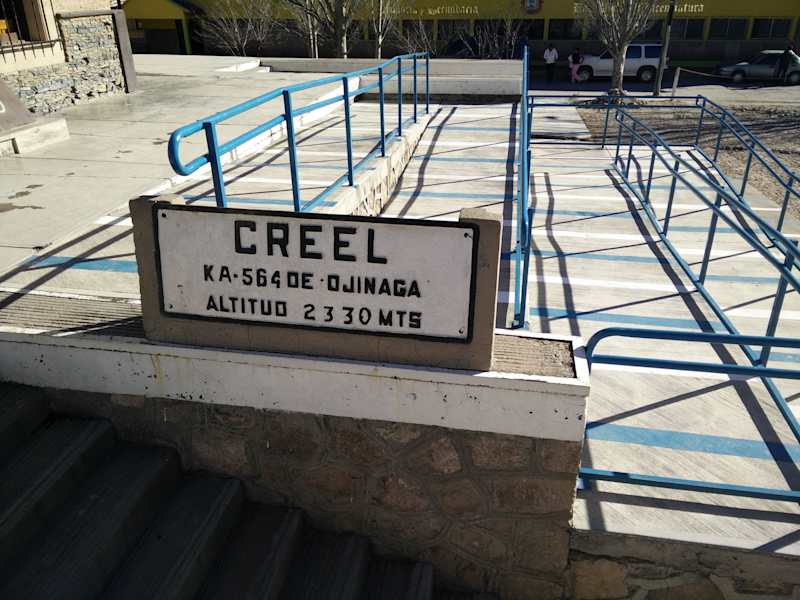 CREEL
KA-564 DE-OJINAGA
ALTITUD 2330 MTS